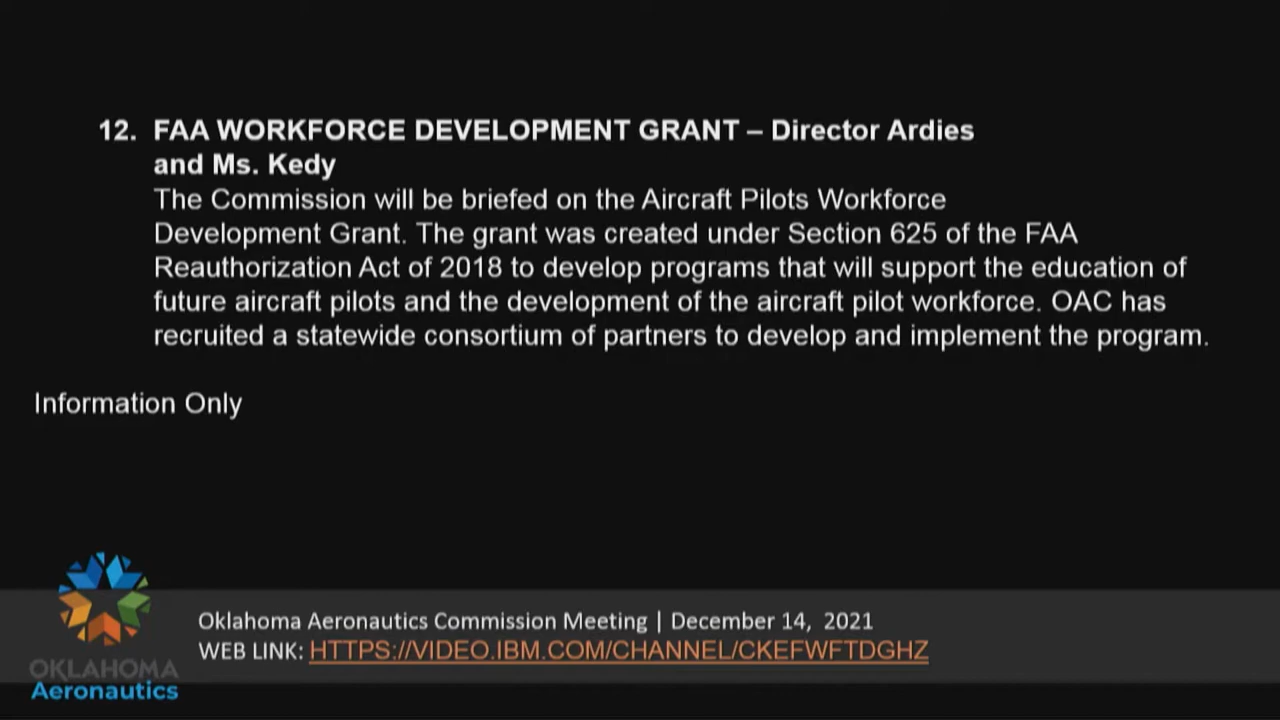 12. FAA WORKFORCE DEVELOPMENT GRANT – Director Ardies
and Ms. Kedy
The Commission will be briefed on the Aircraft Pilots Workforce
Development Grant. The grant was created under Section 625 of the FAA
Reauthorization Act of 2018 to develop programs that will support the education of
future aircraft pilots and the development of the aircraft pilot workforce. OAC has
recruited a statewide consortium of partners to develop and implement the program.
Information Only
Oklahoma Aeronautics Commission Meeting | December 14, 2021
WEB LINK: HTTPS://VIDEO.IBM.COM/CHANNEL/CKEFWFTDGHZ
OKLAHOMA
Aeronautics